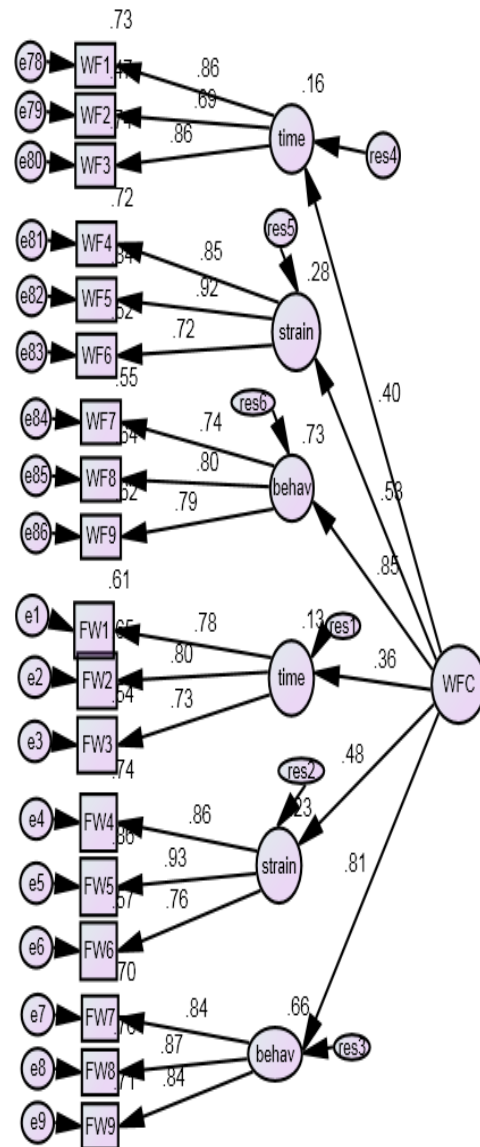 .73
e78 WF1 .86 .16
e79 WF2 .69
time
e80 WF3 .86 res4
.72
res5
e81 WF4 .85 .28
e82 WF5 .92
strain
e83 WF6 .72
.55 .40
res6
e84 WF7 .74 .73
e85 WF8 .80 behav
e86 WF9 .79
.85
.61
e1 FW1 .78 .13 res1
e2 FW2 .80 time .36 WFC
e3 FW3 .73
.74
res2 .48
e4 FW4 .86
e5 FW5 .93 strain .81
e6 FW6 .76
.70
e7 FW7 .84 .66
e8 FW8 .87 behav res3
e9 FW9 .84